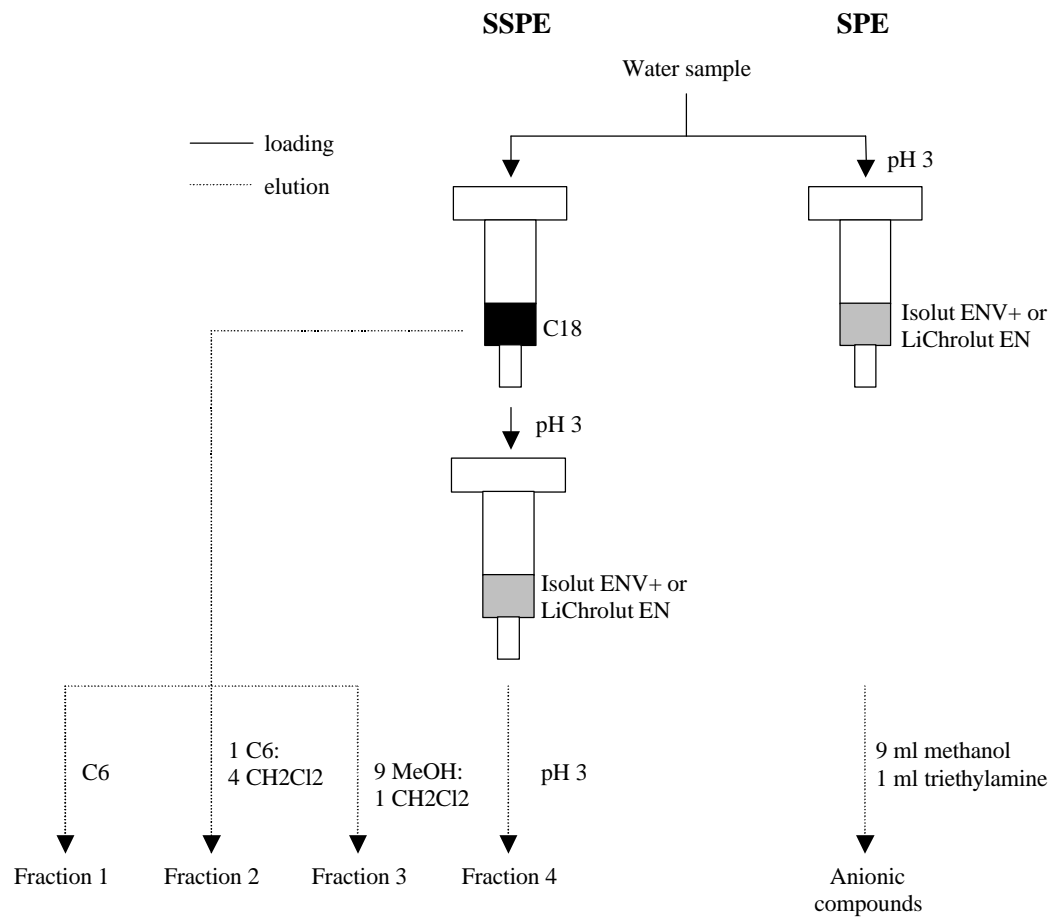 SSPE
SPE
Water sample
loading
elution
pH 3
C18
Isolut ENV+ or
LiChrolut EN
pH 3
Isolut ENV+ or
LiChrolut EN
C6
1 C6:
4 CH2Cl2
9 MeOH:
1 CH2Cl2
pH 3
9 ml methanol
1 ml triethylamine
Fraction 1
Fraction 2
Fraction 3
Fraction 4
Anionic
compounds